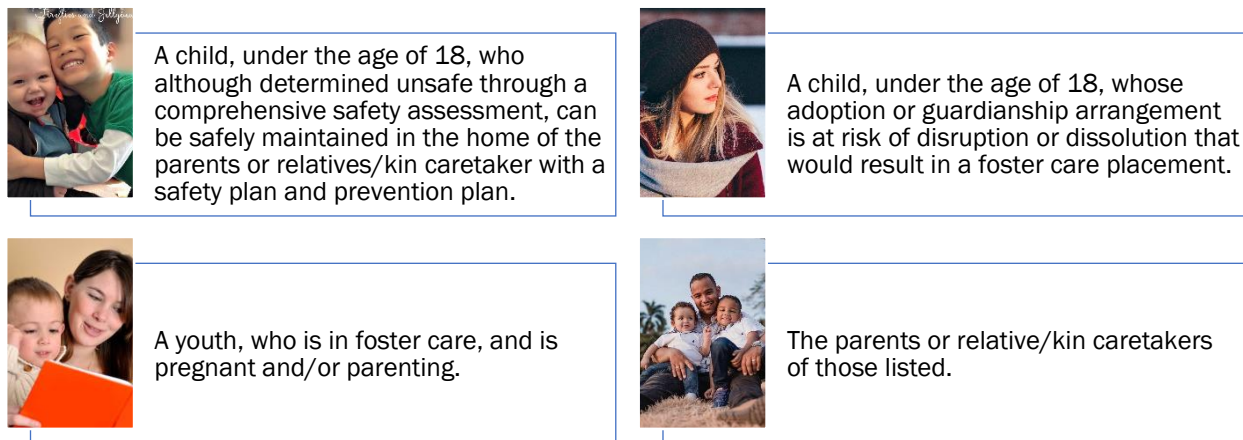 Fireflies and Jellybeans
A child, under the age of 18, who
although determined unsafe through a
comprehensive safety assessment, can
be safely maintained in the home of the
parents or relatives/kin caretaker with a
safety plan and prevention plan.
A child, under the age of 18, whose
adoption or guardianship arrangement
is at risk of disruption or dissolution that
would result in a foster care placement.
A youth, who is in foster care, and is
pregnant and/or parenting.
The parents or relative/kin caretakers
of those listed.